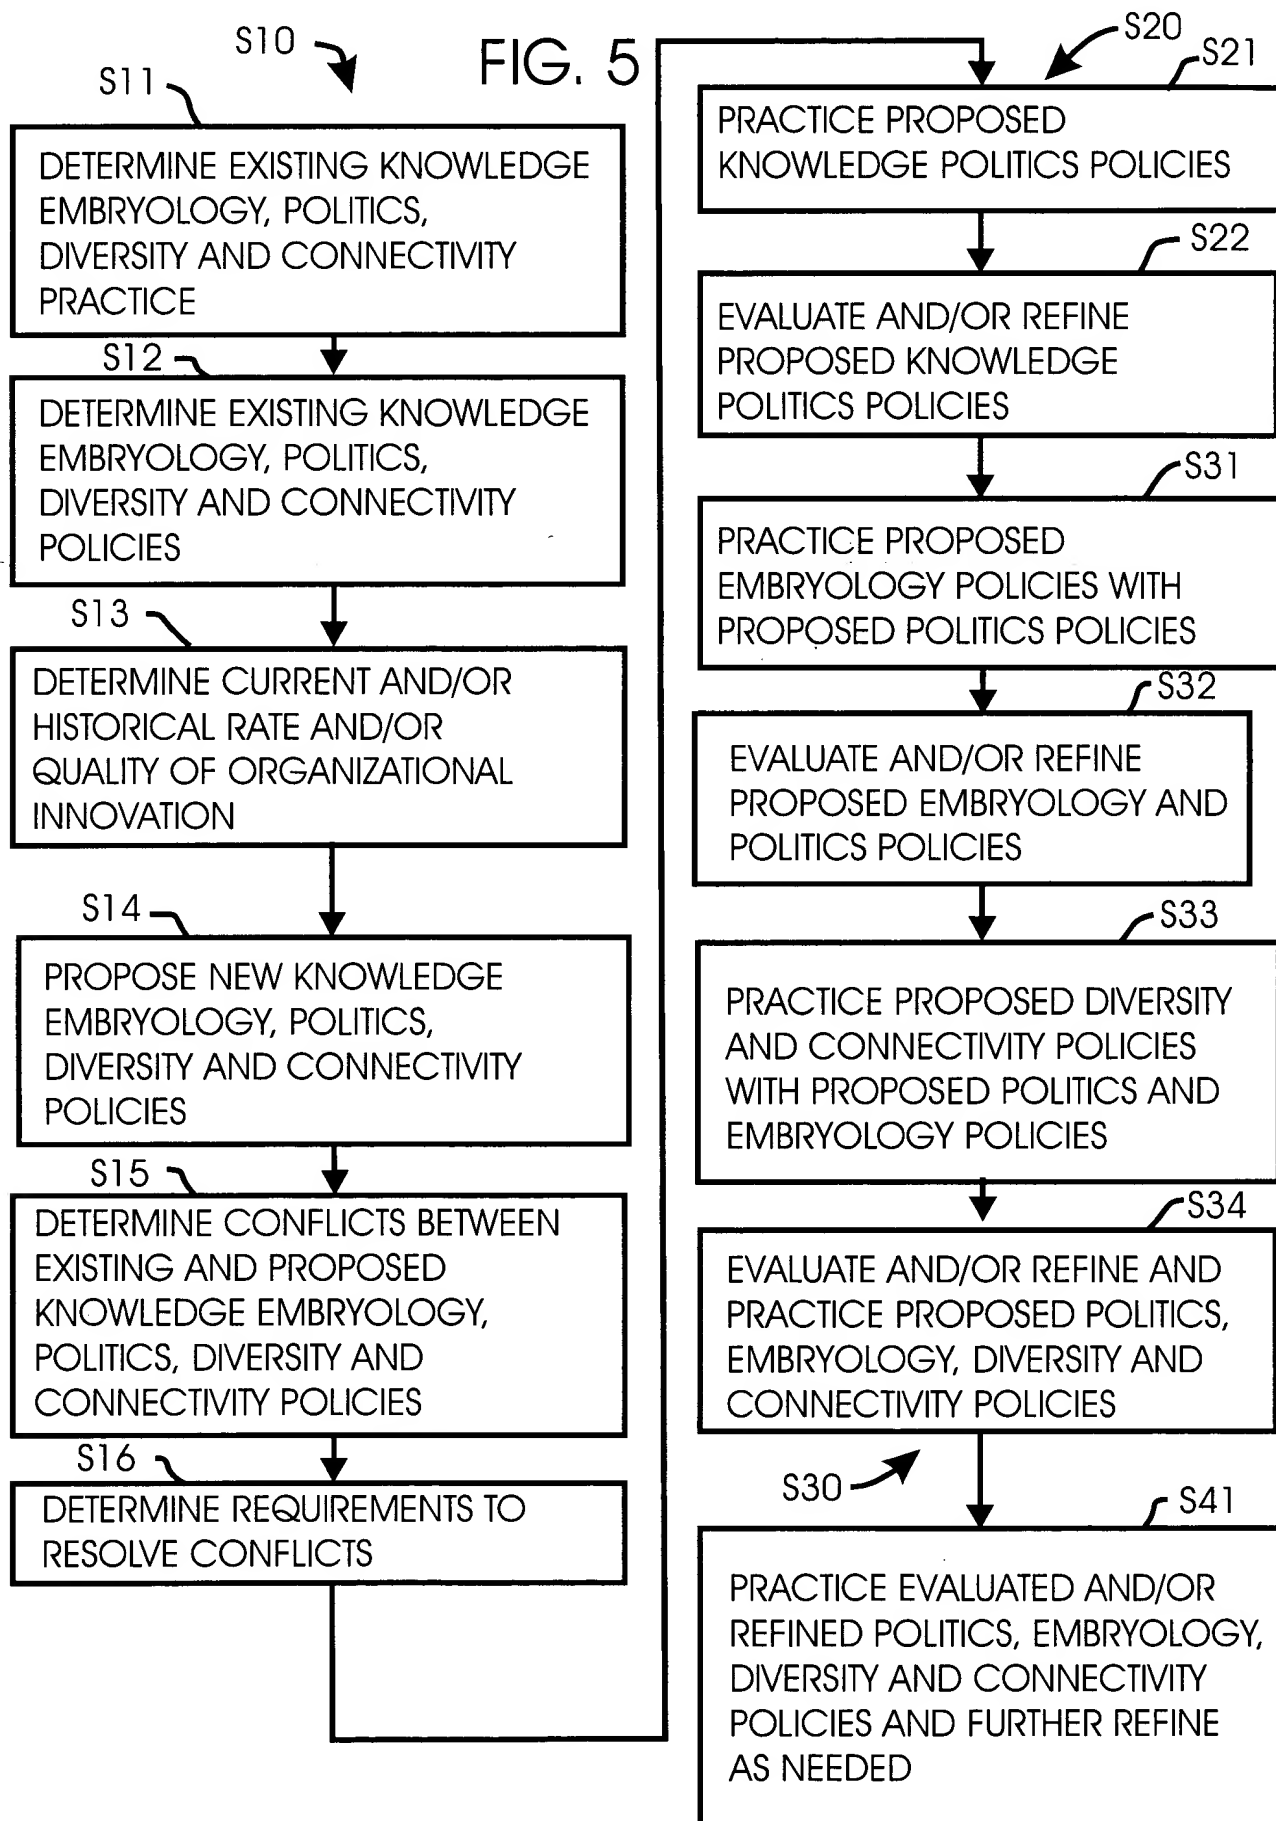 FIG. 5
S10
S11
DETERMINE EXISTING KNOWLEDGE
EMBRYOLOGY, POLITICS,
DIVERSITY AND CONNECTIVITY
PRACTICE
S12
DETERMINE EXISTING KNOWLEDGE
EMBRYOLOGY, POLITICS,
DIVERSITY AND CONNECTIVITY
POLICIES
S13
DETERMINE CURRENT AND/OR
HISTORICAL RATE AND/OR
QUALITY OF ORGANIZATIONAL
INNOVATION
S14
PROPOSE NEW KNOWLEDGE
EMBRYOLOGY, POLITICS,
DIVERSITY AND CONNECTIVITY
POLICIES
S15
DETERMINE CONFLICTS BETWEEN
EXISTING AND PROPOSED
KNOWLEDGE EMBRYOLOGY,
POLITICS, DIVERSITY AND
CONNECTIVITY POLICIES
S16
DETERMINE REQUIREMENTS TO
RESOLVE CONFLICTS
S20
S21
PRACTICE PROPOSED
KNOWLEDGE POLITICS POLICIES
S22
EVALUATE AND/OR REFINE
PROPOSED KNOWLEDGE
POLITICS POLICIES
S31
PRACTICE PROPOSED
EMBRYOLOGY POLICIES WITH
PROPOSED POLITICS POLICIES
S32
EVALUATE AND/OR REFINE
PROPOSED EMBRYOLOGY AND
POLITICS POLICIES
S33
PRACTICE PROPOSED DIVERSITY
AND CONNECTIVITY POLICIES
WITH PROPOSED POLITICS AND
EMBRYOLOGY POLICIES
S34
EVALUATE AND/OR REFINE AND
PRACTICE PROPOSED POLITICS,
EMBRYOLOGY, DIVERSITY AND
CONNECTIVITY POLICIES
S30
S41
PRACTICE EVALUATED AND/OR
REFINED POLITICS, EMBRYOLOGY,
DIVERSITY AND CONNECTIVITY
POLICIES AND FURTHER REFINE
AS NEEDED